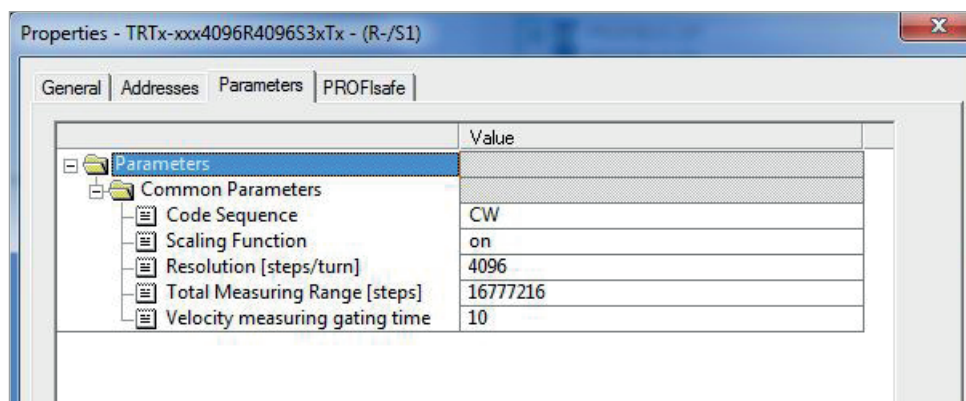 Properties - TRTx-xxx4096R4096S3xTx - (R-/S1)
General Addresses Parameters PROFIsafe
Value
Parameters
Common Parameters
Code Sequence CW
Scaling Function on
Resolution [steps/turn] 4096
Total Measuring Range [steps] 16777216
Velocity measuring gating time 10